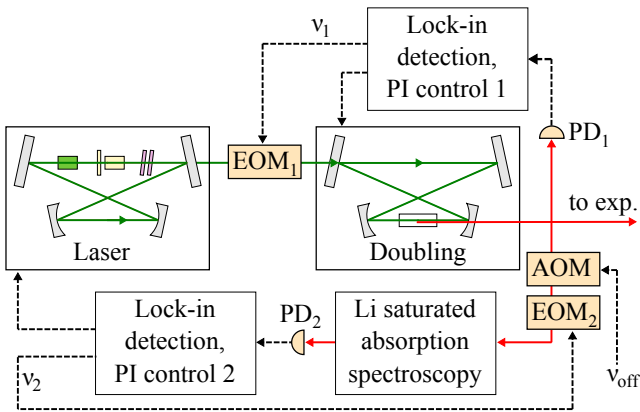 ν1
Lock-in
detection,
PI control 1
PD1
EOM1
to exp.
Laser
Doubling
AOM
EOM2
Lock-in
detection,
PI control 2
PD2
Li saturated
absorption
spectroscopy
ν2
νoff